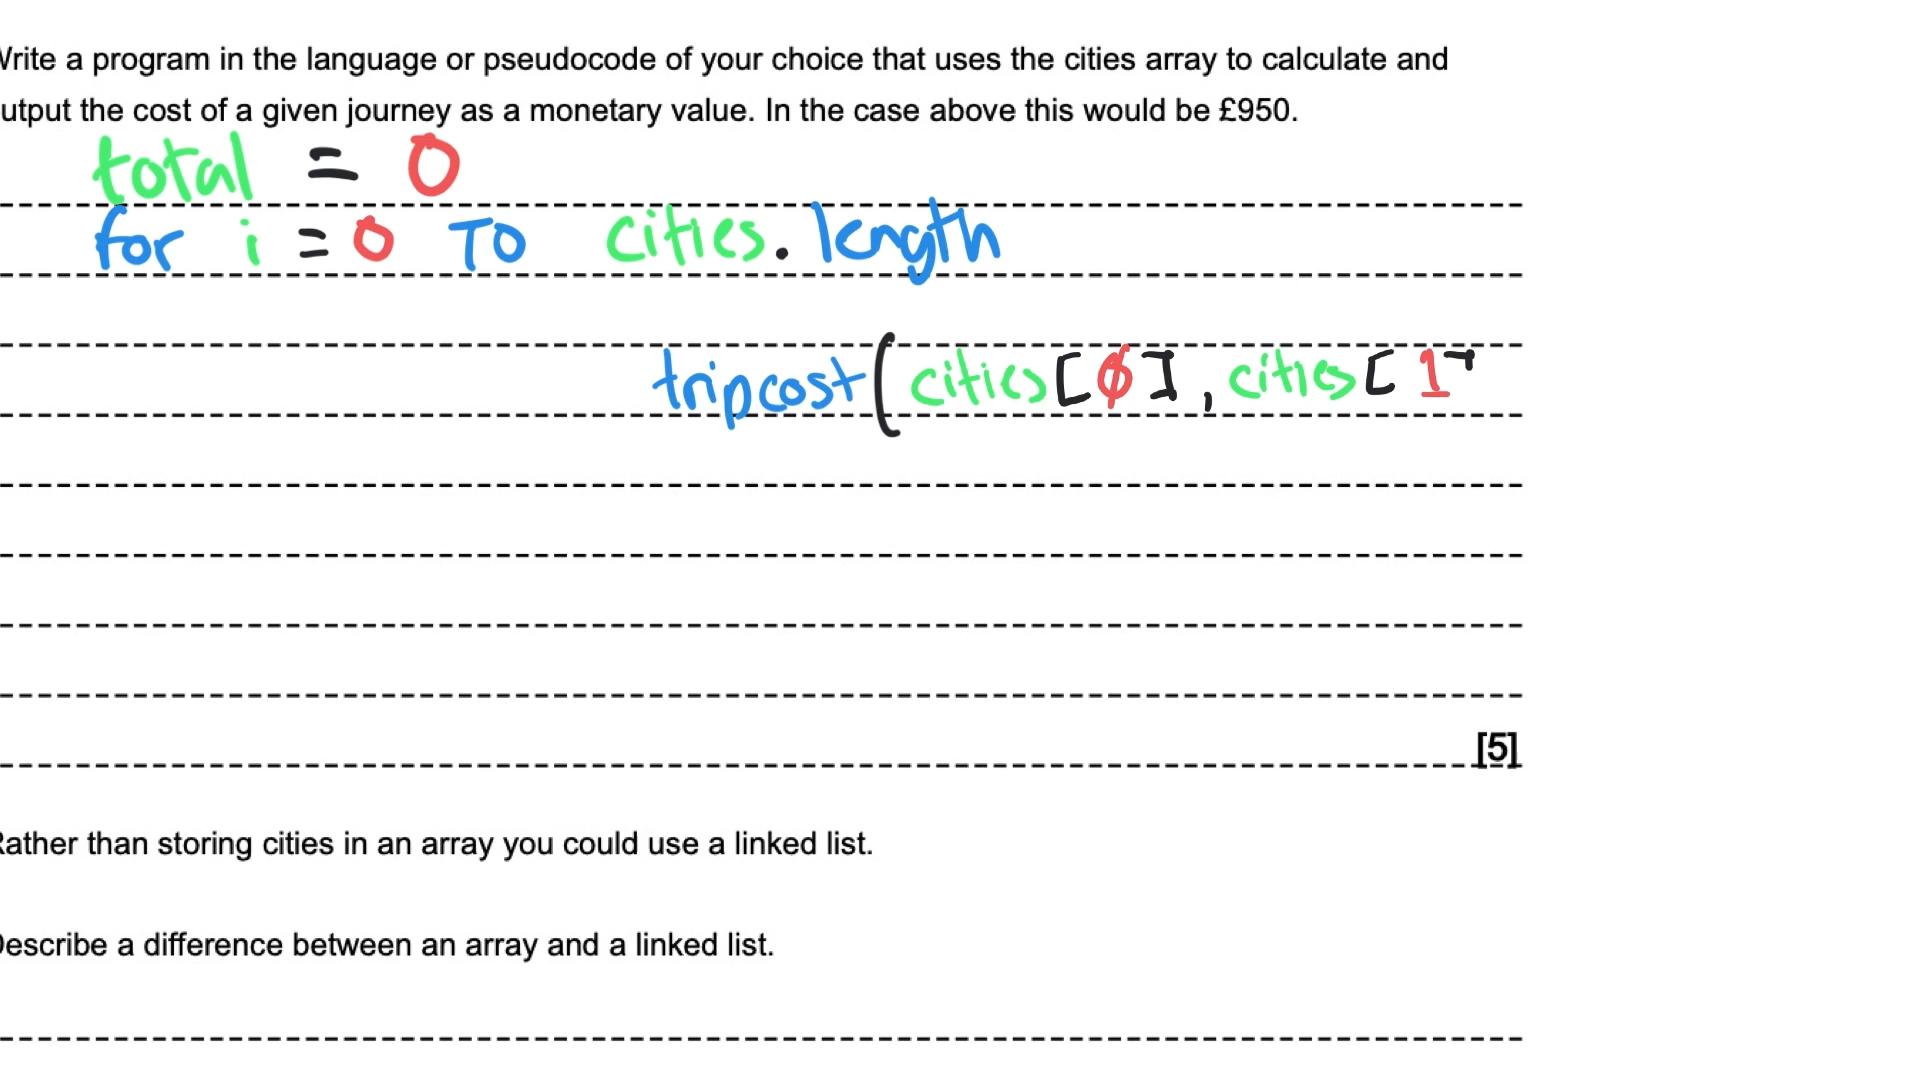 Write a program in the language or pseudocode of your choice that uses the cities array to calculate and
utput the cost of a given journey as a monetary value. In the case above this would be £950.
total = 0
for i = 0 TO cities.length
tripcost(cities[0], cities[1]
[5]
Rather than storing cities in an array you could use a linked list.
Describe a difference between an array and a linked list.